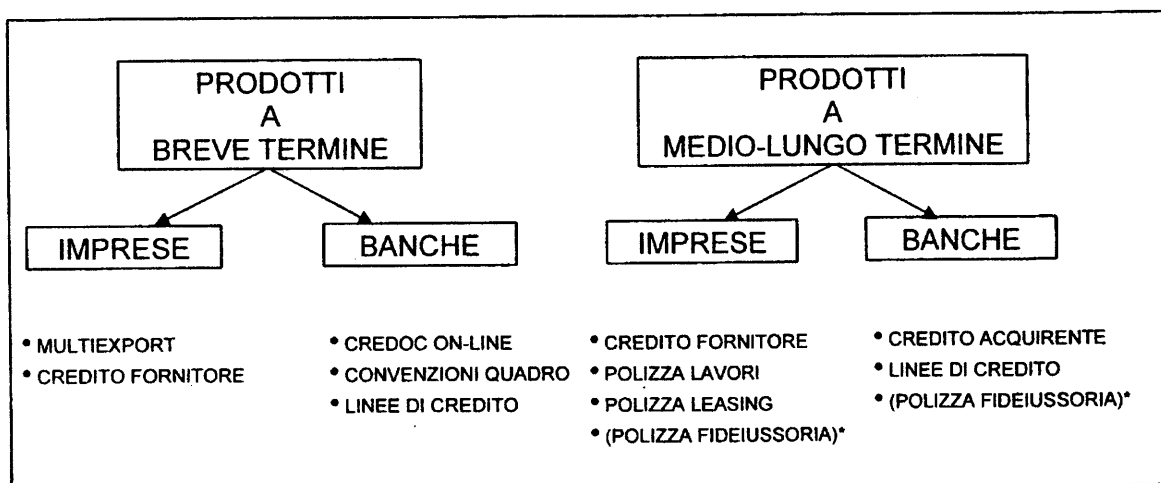 PRODOTTI
A
BREVE TERMINE
PRODOTTI
A
MEDIO-LUNGO TERMINE
IMPRESE
BANCHE
IMPRESE
BANCHE
• MULTIEXPORT
• CREDITO FORNITORE
• CREDOC ON-LINE
• CONVENZIONI QUADRO
• LINEE DI CREDITO
• CREDITO FORNITORE
• POLIZZA LAVORI
• POLIZZA LEASING
• (POLIZZA FIDEIUSSORIA)*
• CREDITO ACQUIRENTE
• LINEE DI CREDITO
• (POLIZZA FIDEIUSSORIA)*